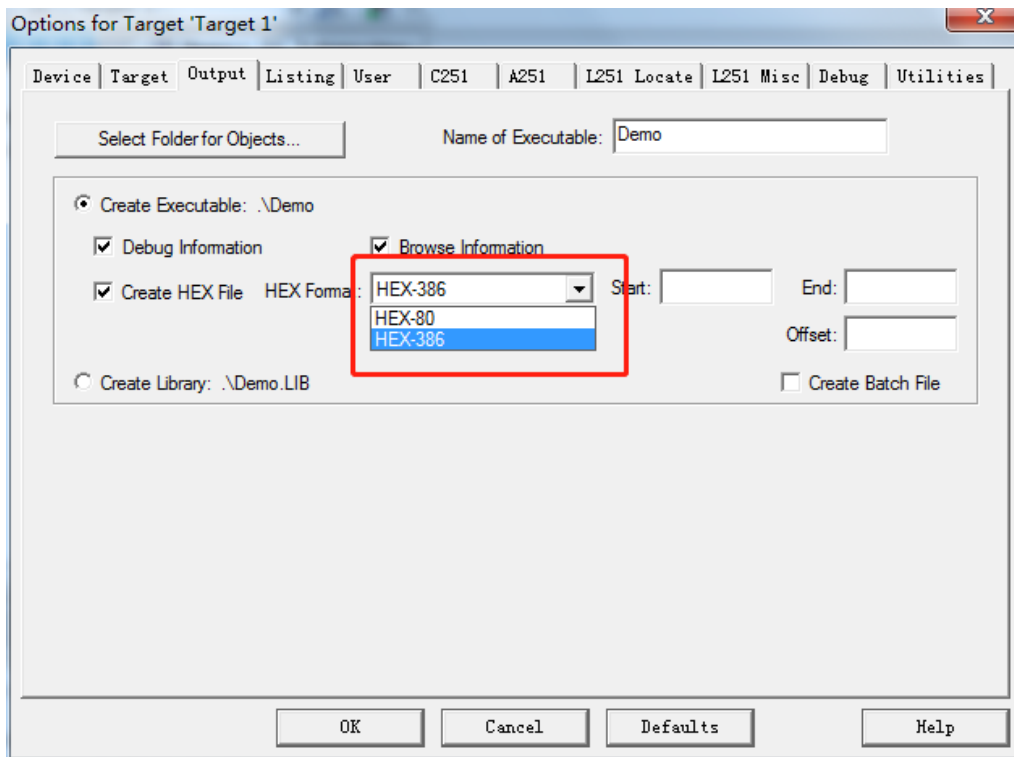 Options for Target 'Target 1'
x
Device Target Output Listing User C251 A251 L251 Locate L251 Misc Debug Utilities
Select Folder for Objects... Name of Executable: Demo
Create Executable: .\Demo
Debug Information Browse Information
Create HEX File HEX Format: HEX-386 Start: End:
HEX-80
HEX-386 Offset:
Create Library: .\Demo.LIB Create Batch File
OK Cancel Defaults Help